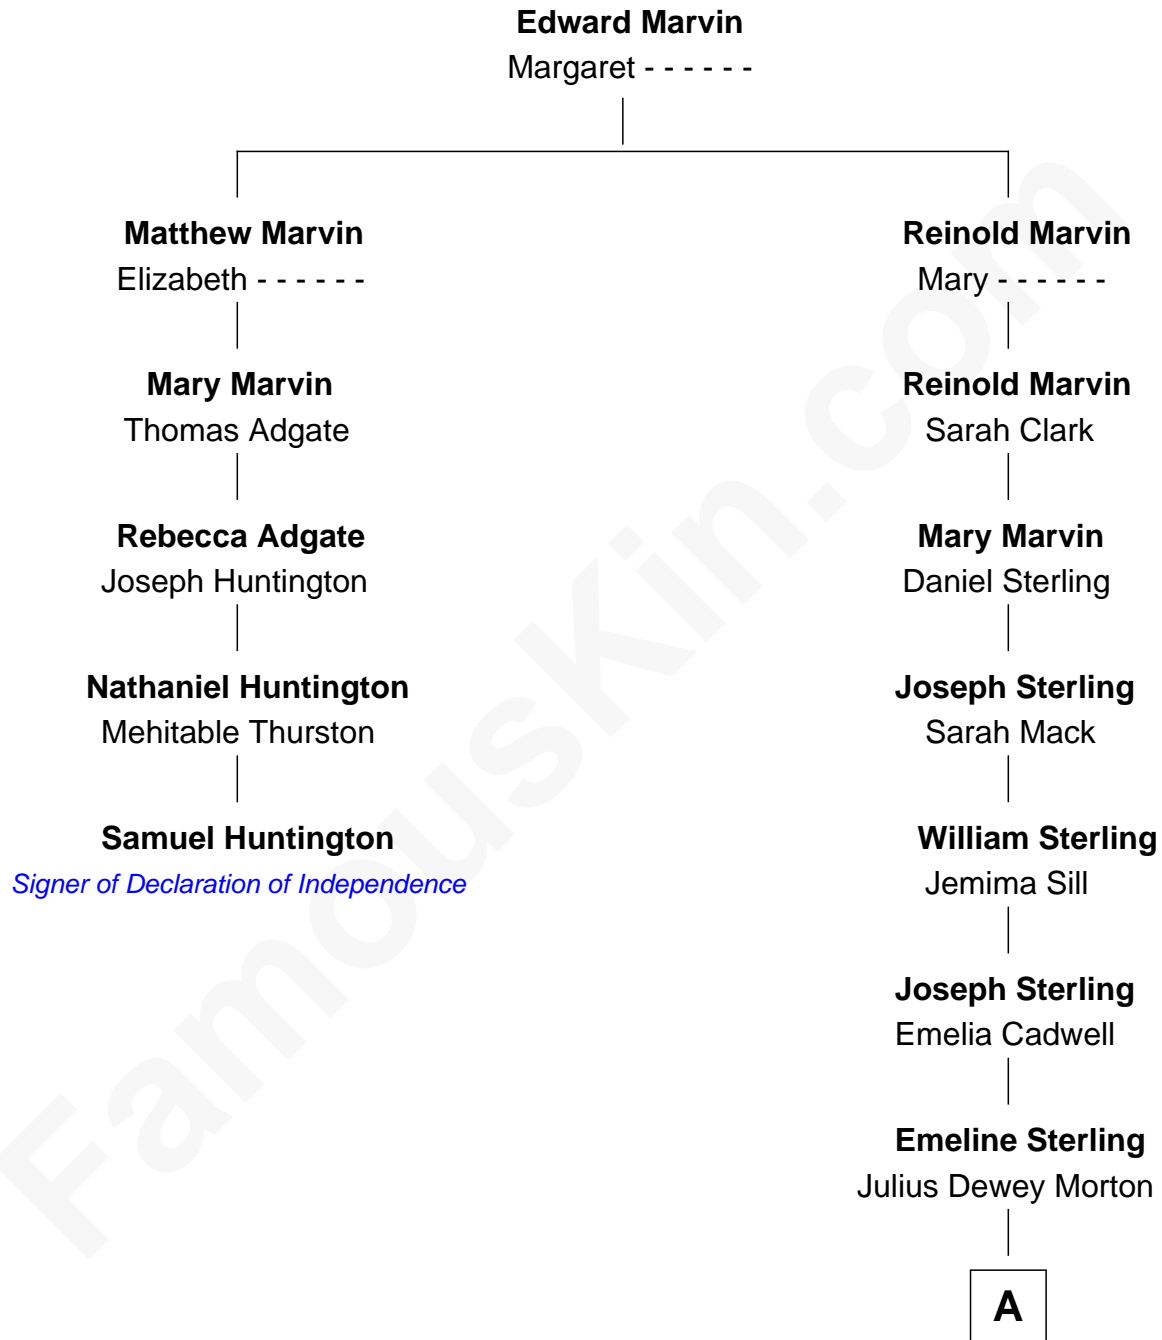 Edward Marvin
Margaret - - - - - -
Matthew Marvin
Elizabeth - - - - - -
Reinold Marvin
Mary - - - - - -
Mary Marvin
Thomas Adgate
Reinold Marvin
Sarah Clark
Rebecca Adgate
Joseph Huntington
Mary Marvin
Daniel Sterling
Nathaniel Huntington
Mehitable Thurston
Joseph Sterling
Sarah Mack
Samuel Huntington
Signer of Declaration of Independence
William Sterling
Jemima Sill
Joseph Sterling
Emelia Cadwell
Emeline Sterling
Julius Dewey Morton
A
FamousKin.com